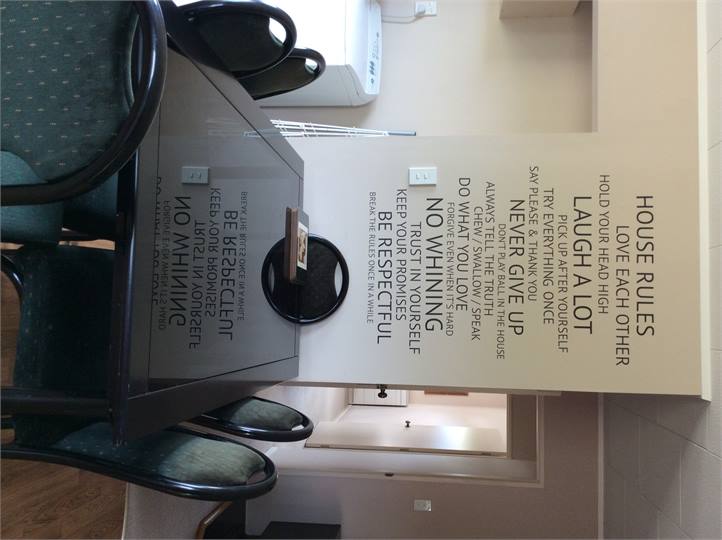 HOUSE RULES
LOVE EACH OTHER
HOLD YOUR HEAD HIGH
LAUGH A LOT
PICK UP AFTER YOURSELF
TRY EVERYTHING ONCE
SAY PLEASE & THANK YOU
NEVER GIVE UP
DON'T PLAY BALL IN THE HOUSE
CHEW / SWALLOW / SPEAK
ALWAYS TELL THE TRUTH
DO WHAT YOU LOVE
FORGIVE EVEN WHEN IT'S HARD
NO WHINING
TRUST IN YOURSELF
KEEP YOUR PROMISES
BE RESPECTFUL
BREAK THE RULES ONCE IN A WHILE